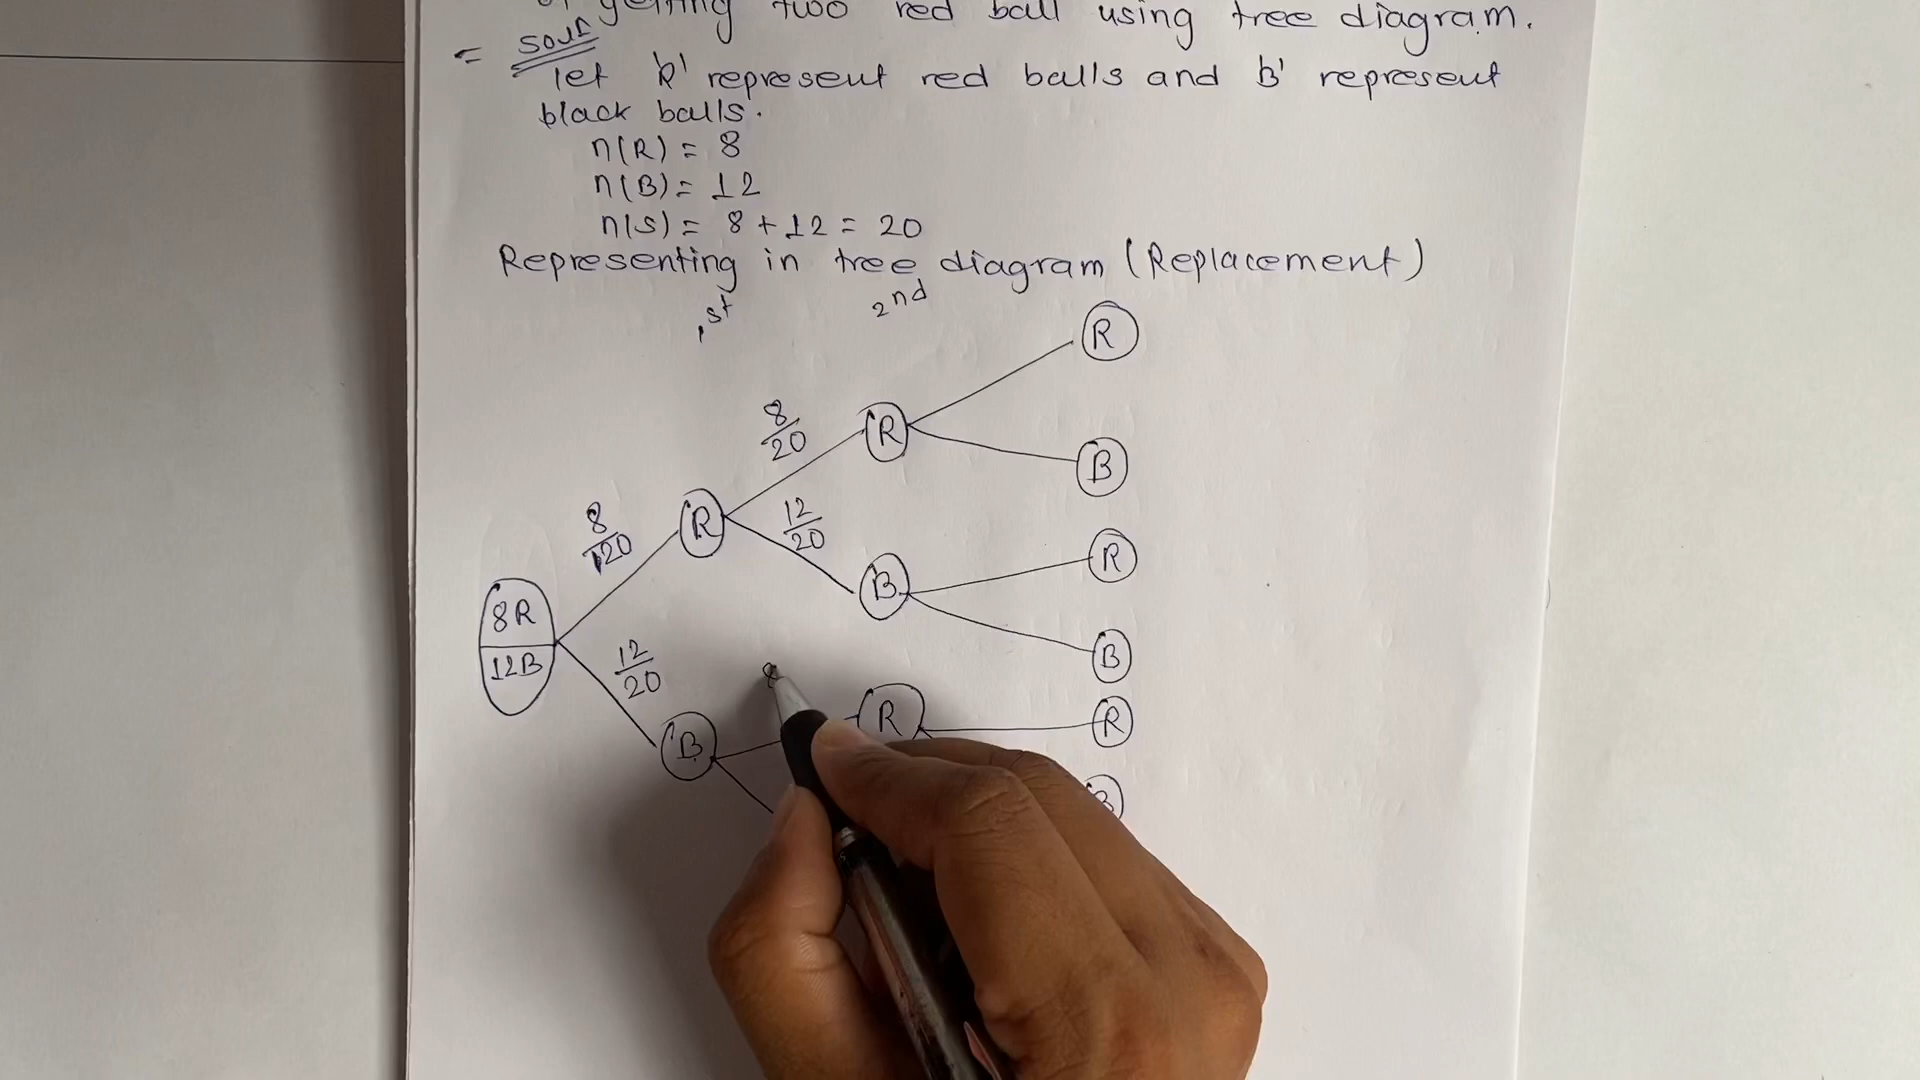 of getting two red ball using tree diagram.
= Soln
let R' represent red balls and B' represent
black balls.
n(R) = 8
n(B) = 12
n(S) = 8 + 12 = 20
Representing in tree diagram (Replacement)
1st 2nd
R
8/20 R
B
8/20 R 12/20
B R
8R
12B 12/20 B
8 R R
B
B